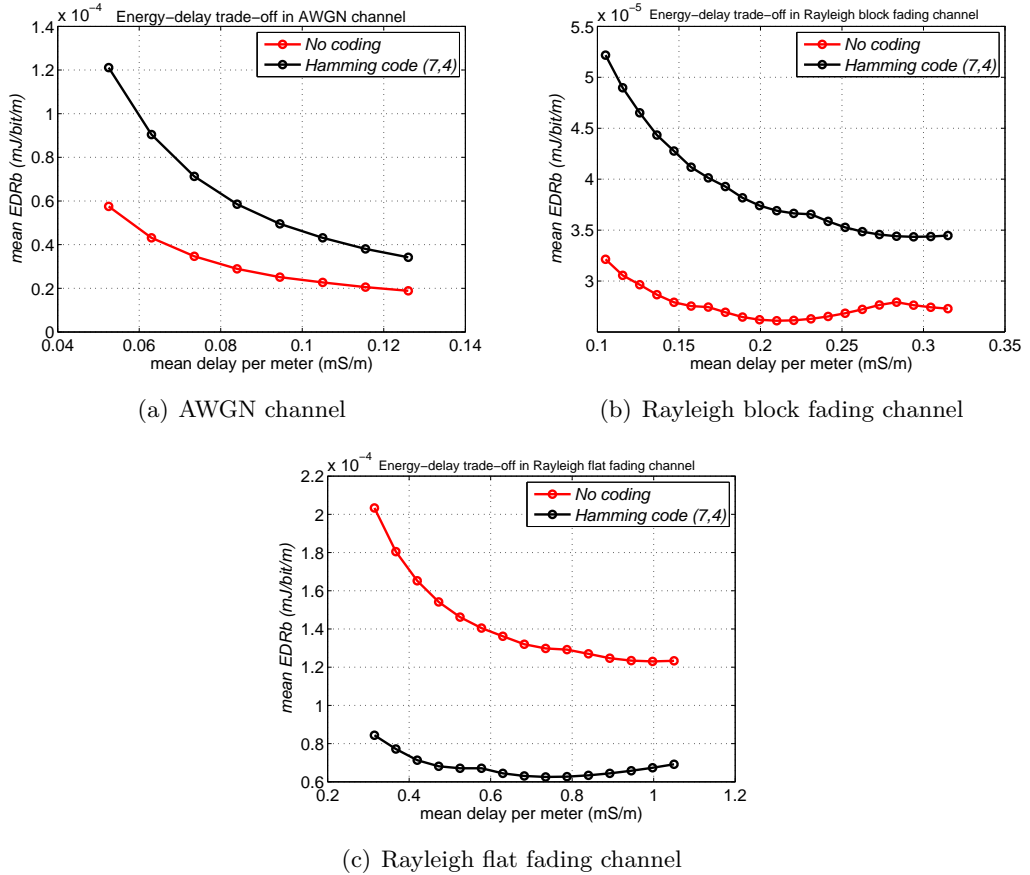 Energy−delay trade−off in AWGN channel
x 10⁻⁴
1.4
1.2
1
0.8
0.6
0.4
0.2
0
mean EDRb (mJ/bit/m)
No coding
Hamming code (7,4)
0.04 0.06 0.08 0.1 0.12 0.14
mean delay per meter (mS/m)
(a) AWGN channel
Energy−delay trade−off in Rayleigh block fading channel
x 10⁻⁵
5.5
5
4.5
4
3.5
3
mean EDRb (mJ/bit/m)
No coding
Hamming code (7,4)
0.1 0.15 0.2 0.25 0.3 0.35
mean delay per meter (mS/m)
(b) Rayleigh block fading channel
Energy−delay trade−off in Rayleigh flat fading channel
x 10⁻⁴
2.2
2
1.8
1.6
1.4
1.2
1
0.8
0.6
mean EDRb (mJ/bit/m)
No coding
Hamming code (7,4)
0.2 0.4 0.6 0.8 1 1.2
mean delay per meter (mS/m)
(c) Rayleigh flat fading channel